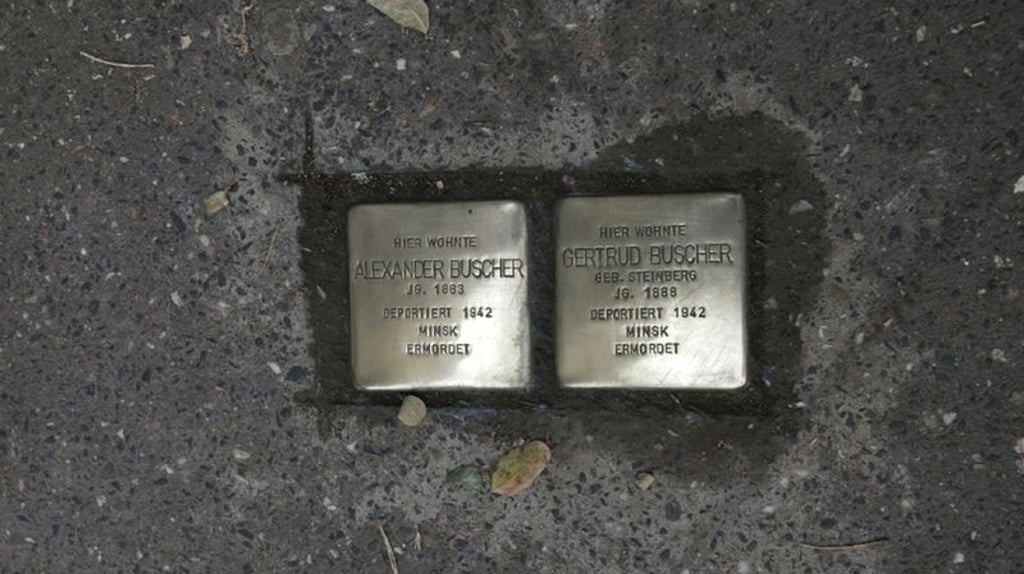 HIER WOHNTE
ALEXANDER BUSCHER
JG. 1883
DEPORTIERT 1942
MINSK
ERMORDET
HIER WOHNTE
GERTRUD BUSCHER
GEB. STEINBERG
JG. 1888
DEPORTIERT 1942
MINSK
ERMORDET